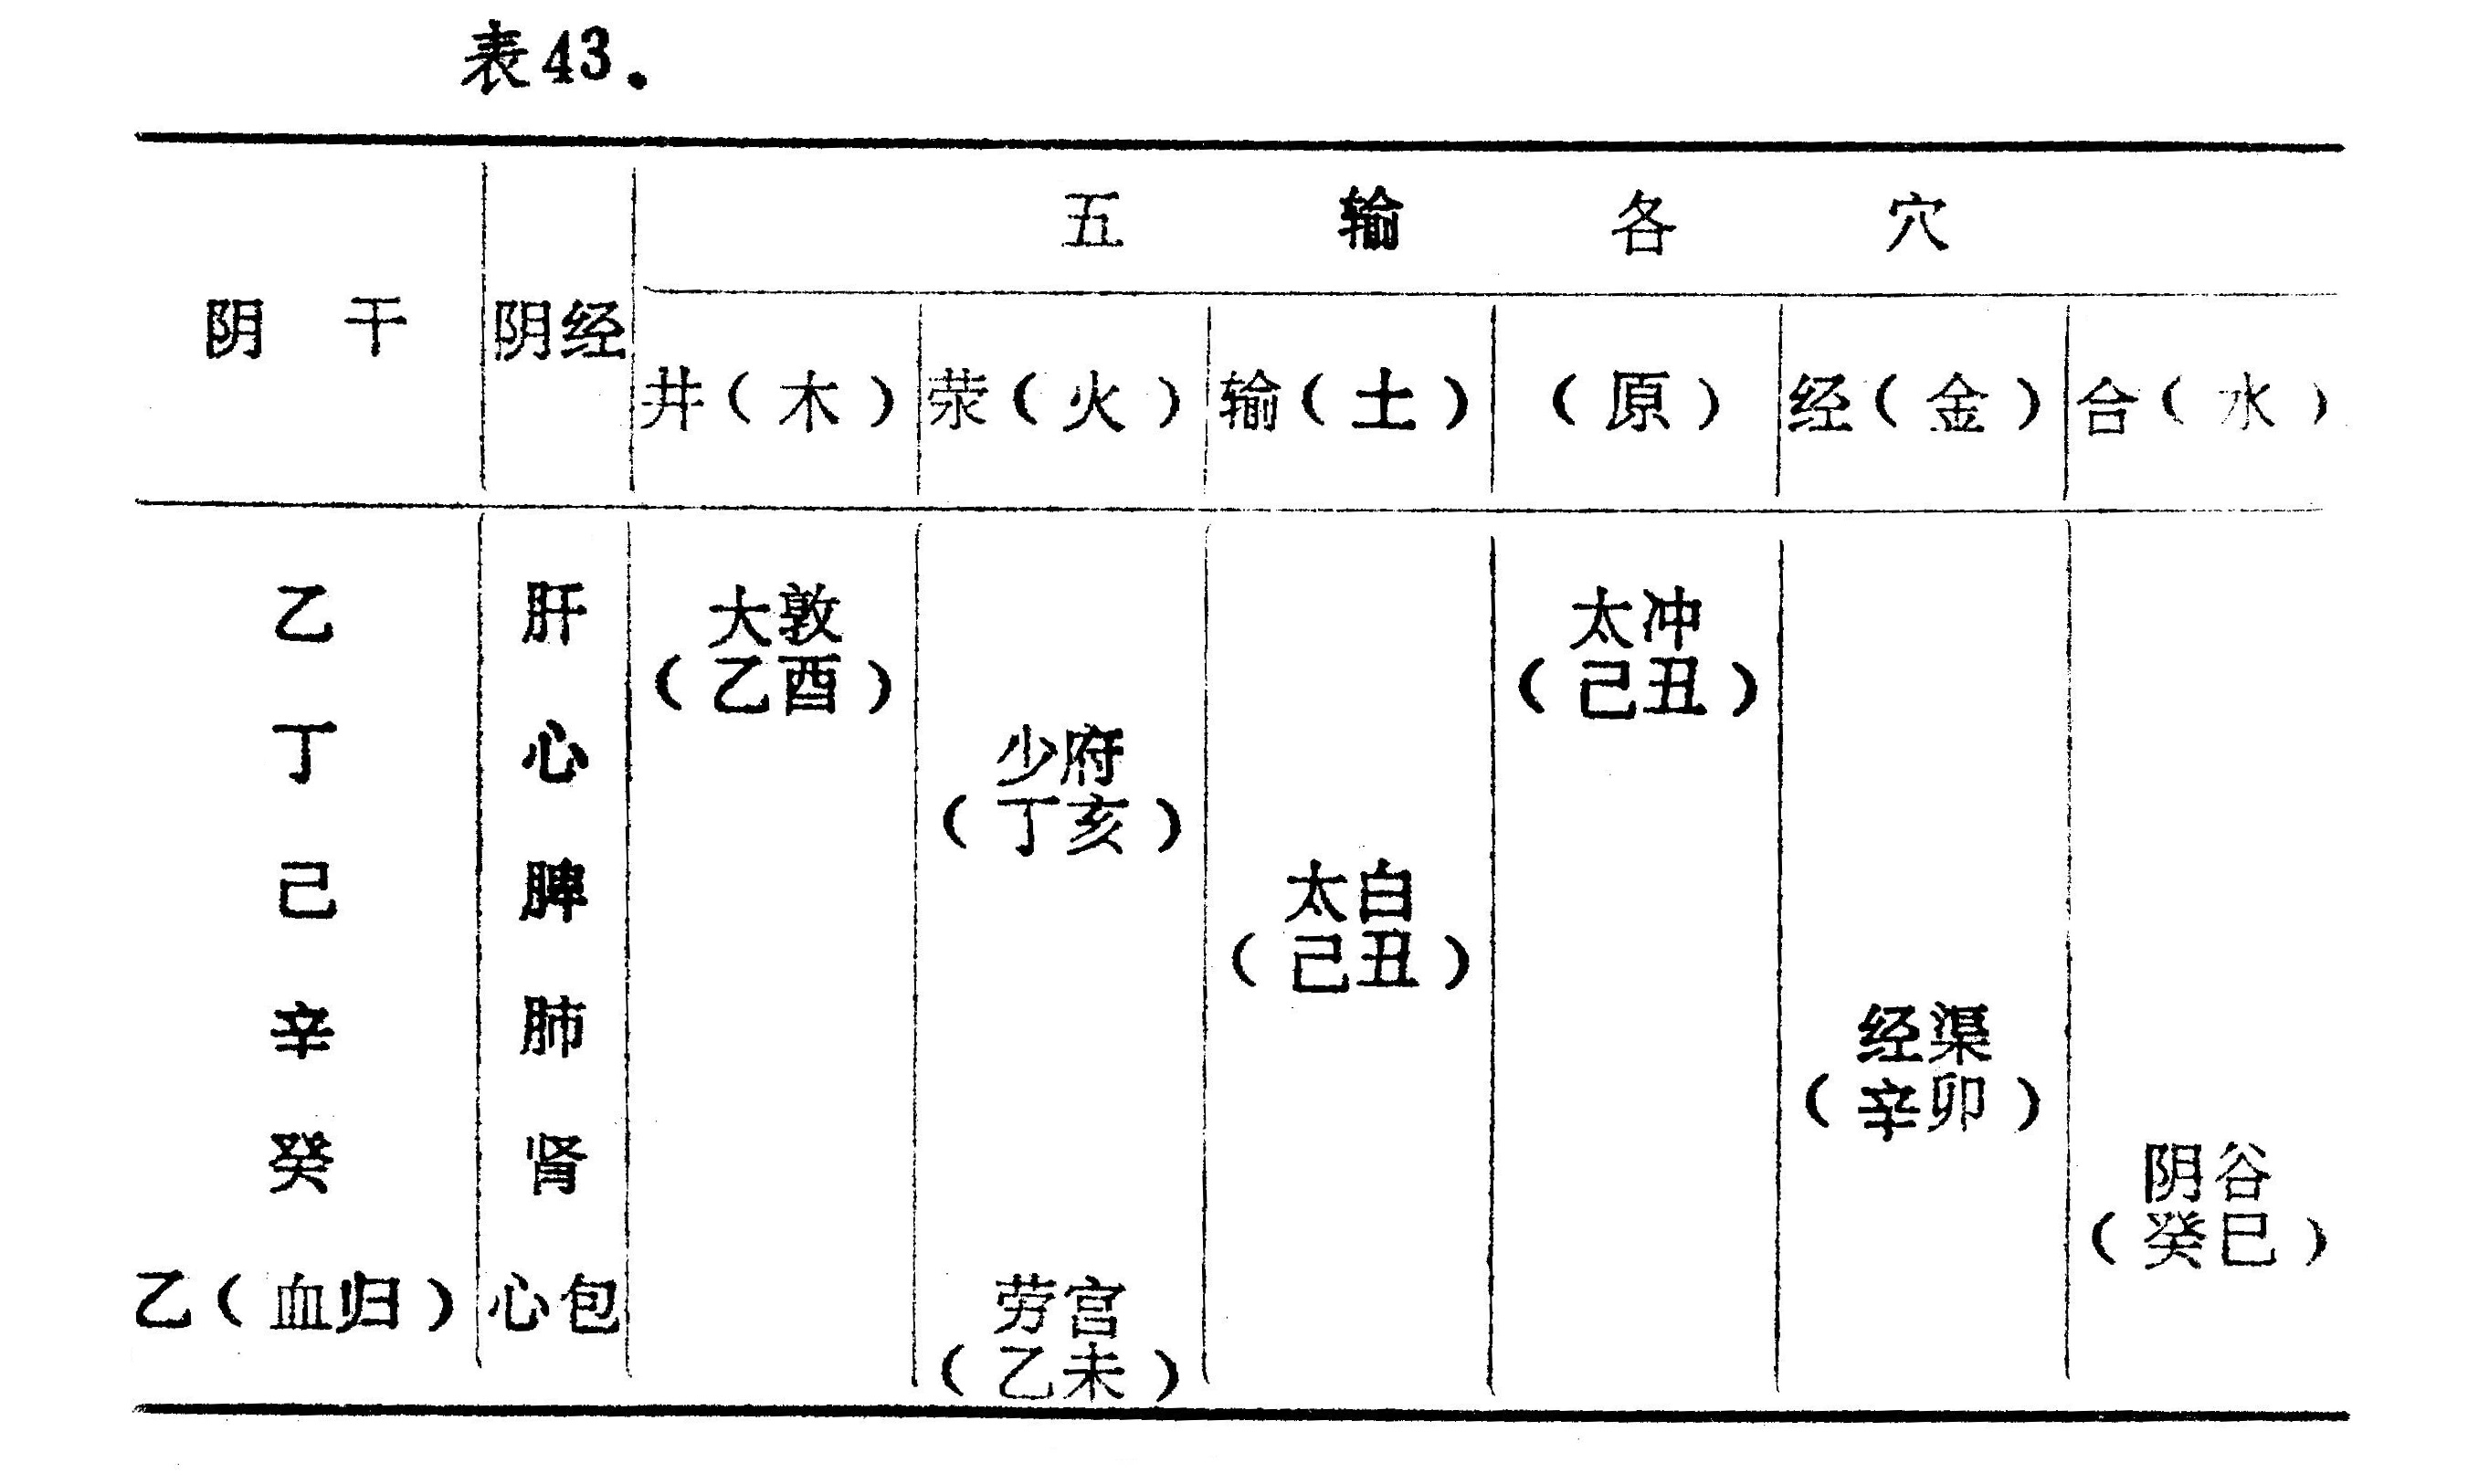 表43.
五输各穴
阴干 阴经
井(木) 荥(火) 输(土) (原) 经(金) 合(水)
乙 肝 大敦 太冲
(乙酉) (己丑)
丁 心 少府
(丁亥)
己 脾 太白
(己丑)
辛 肺 经渠
(辛卯)
癸 肾 阴谷
(癸巳)
乙(血归) 心包 劳宫
(乙未)